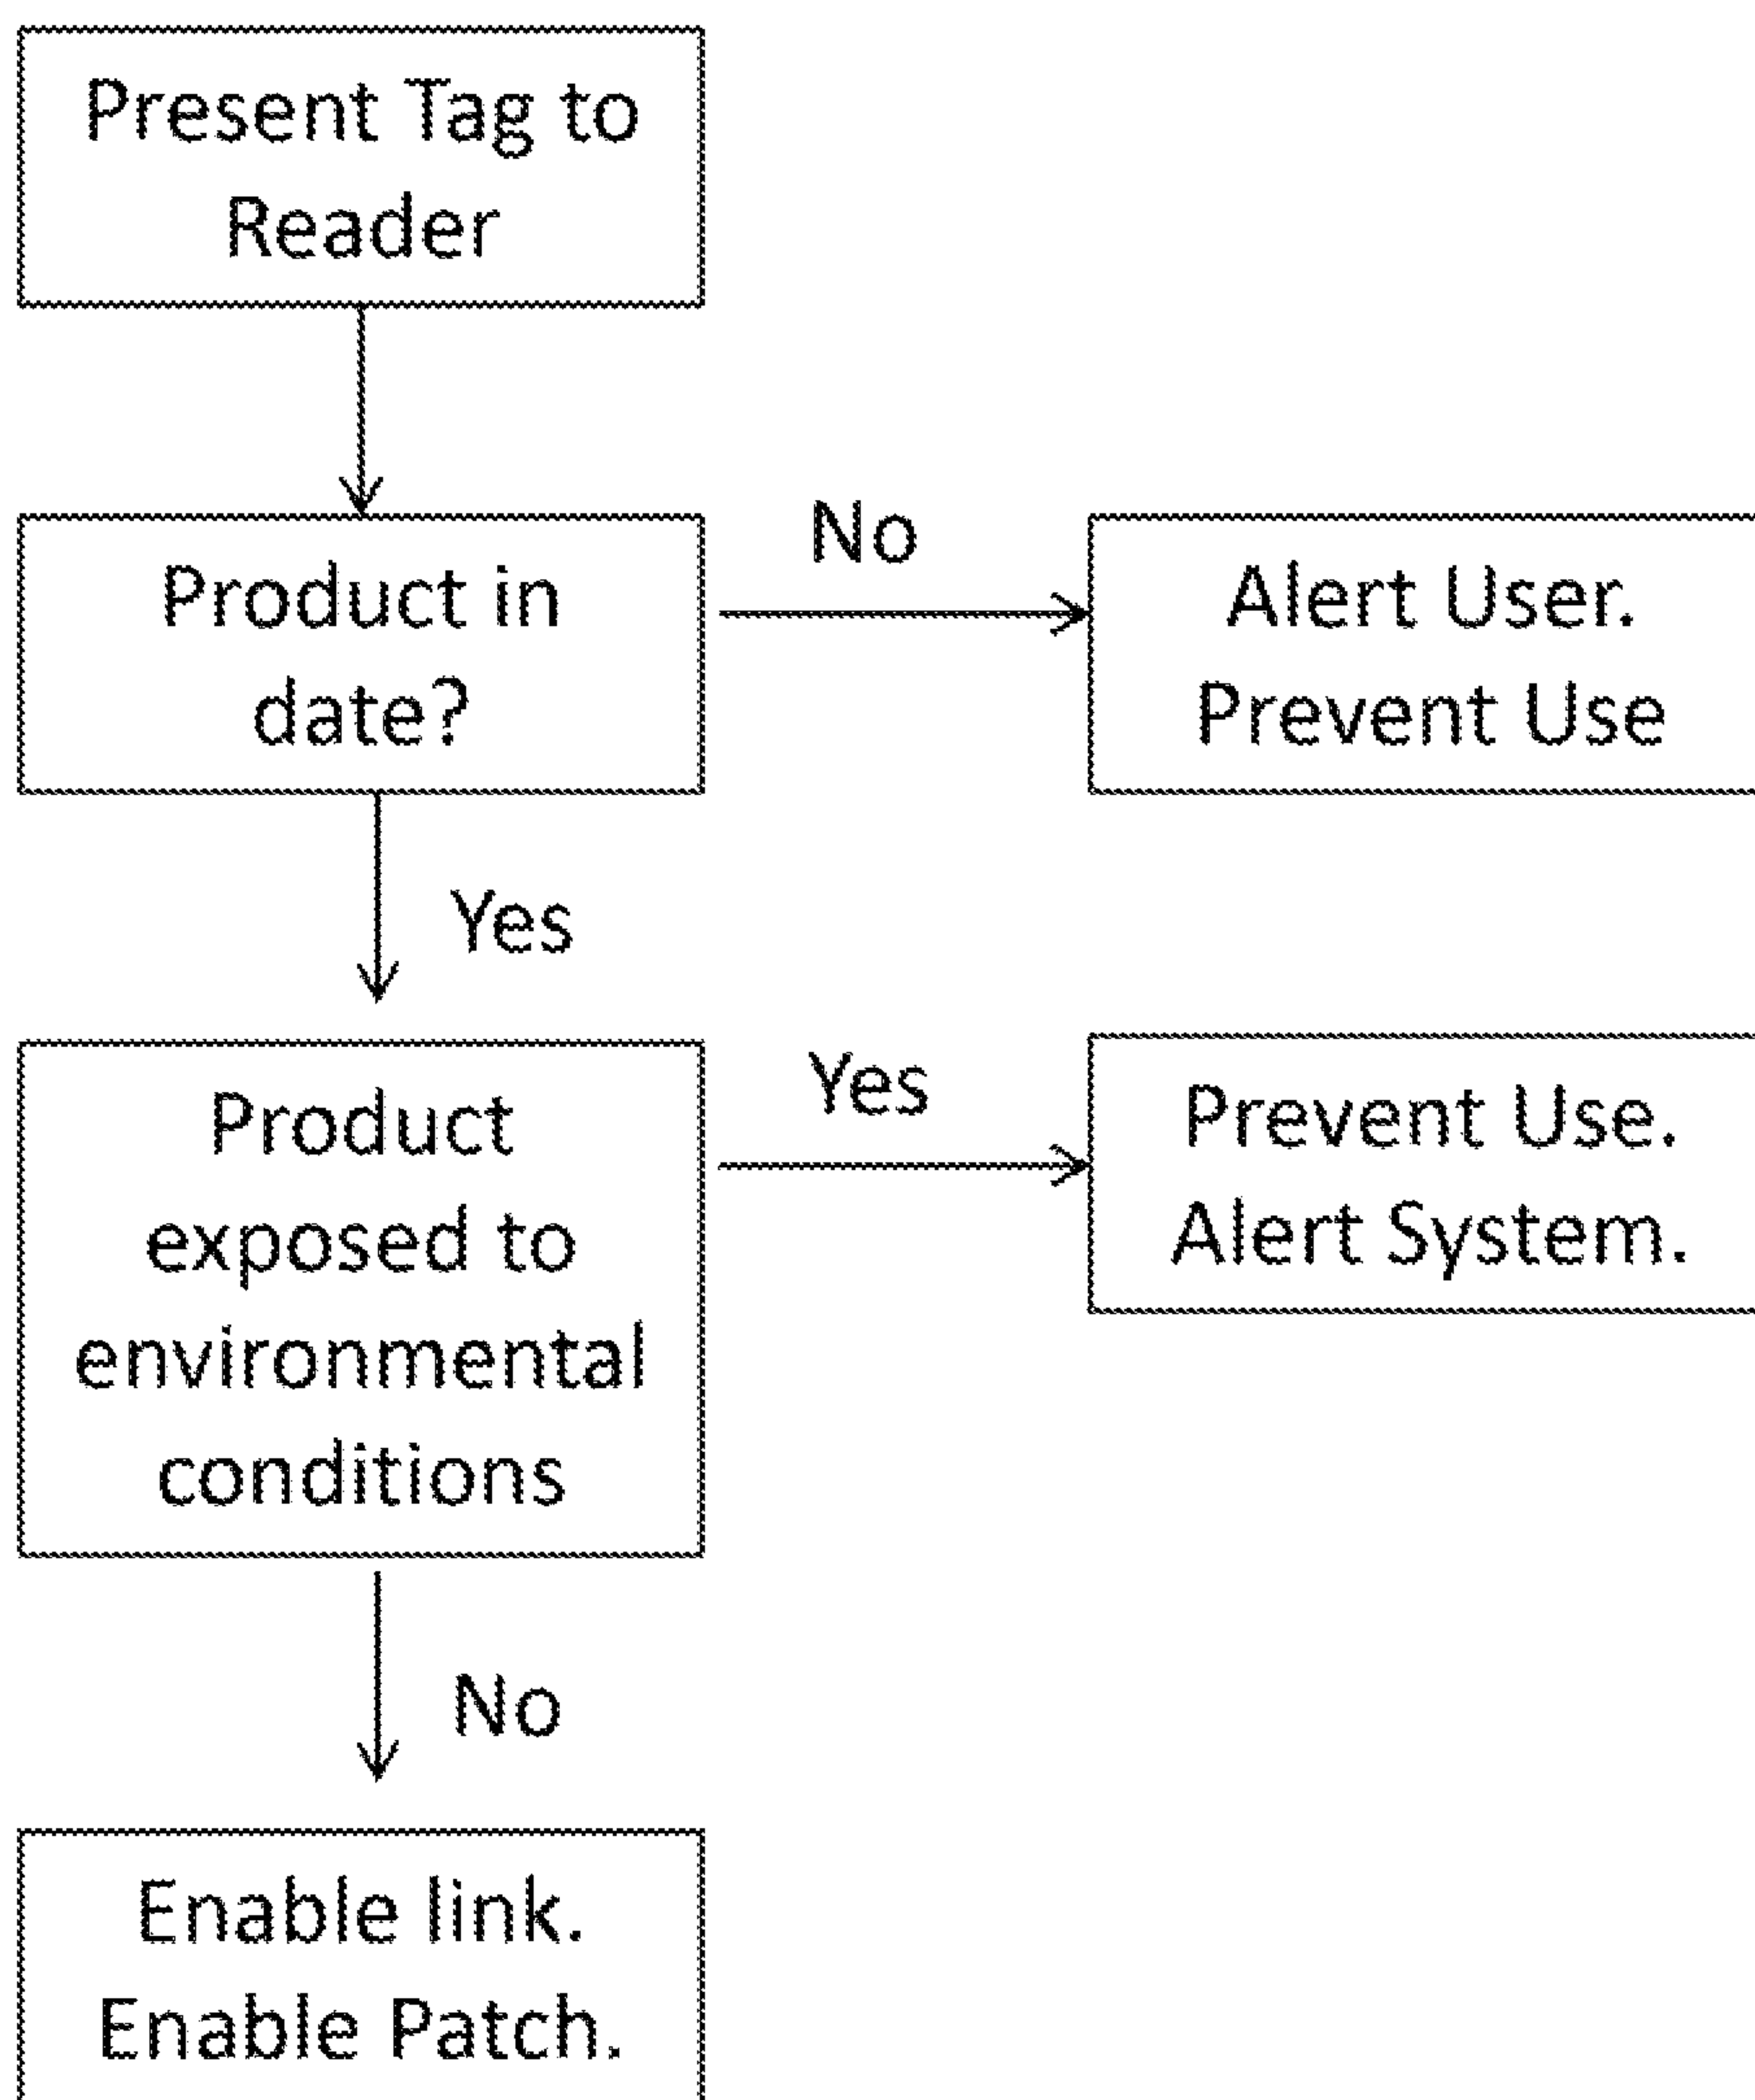 Present Tag to
Reader
Product in
date?
No
Alert User.
Prevent Use
Yes
Product
exposed to
environmental
conditions
Yes
Prevent Use.
Alert System.
No
Enable link.
Enable Patch.